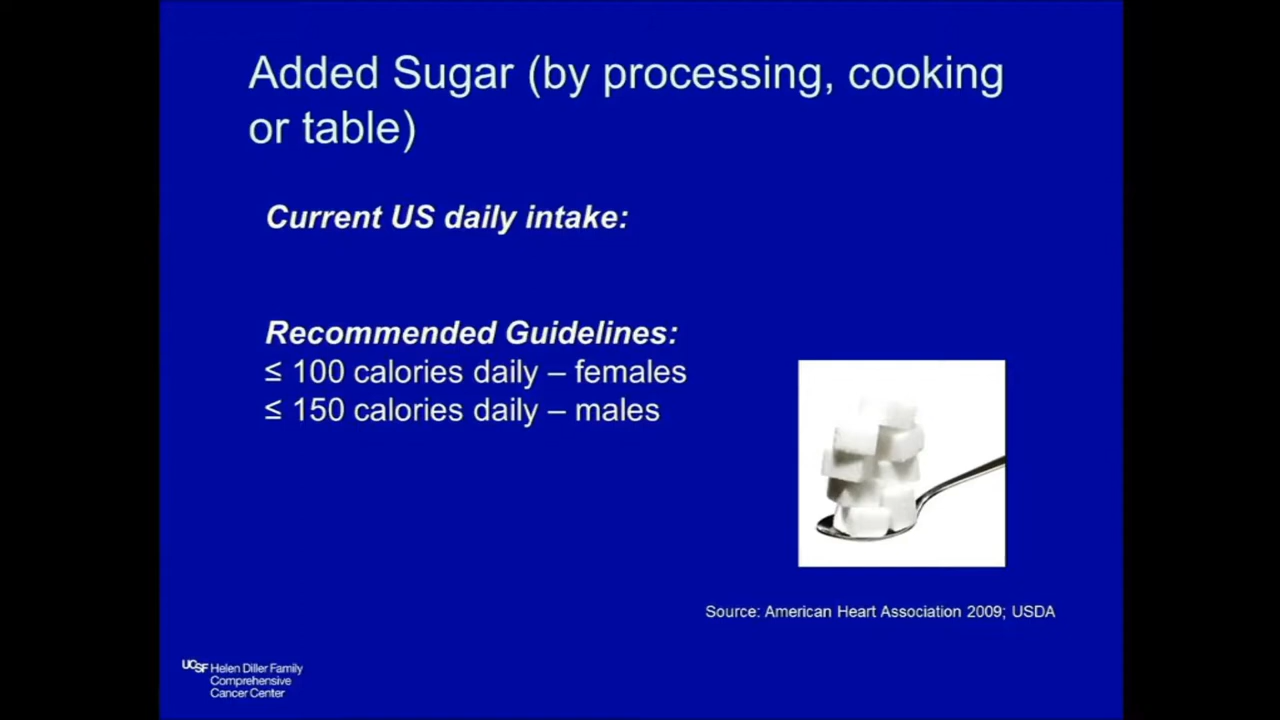 Added Sugar (by processing, cooking
or table)
Current US daily intake:
Recommended Guidelines:
≤ 100 calories daily – females
≤ 150 calories daily – males
Source: American Heart Association 2009; USDA
UCSF Helen Diller Family
Comprehensive
Cancer Center